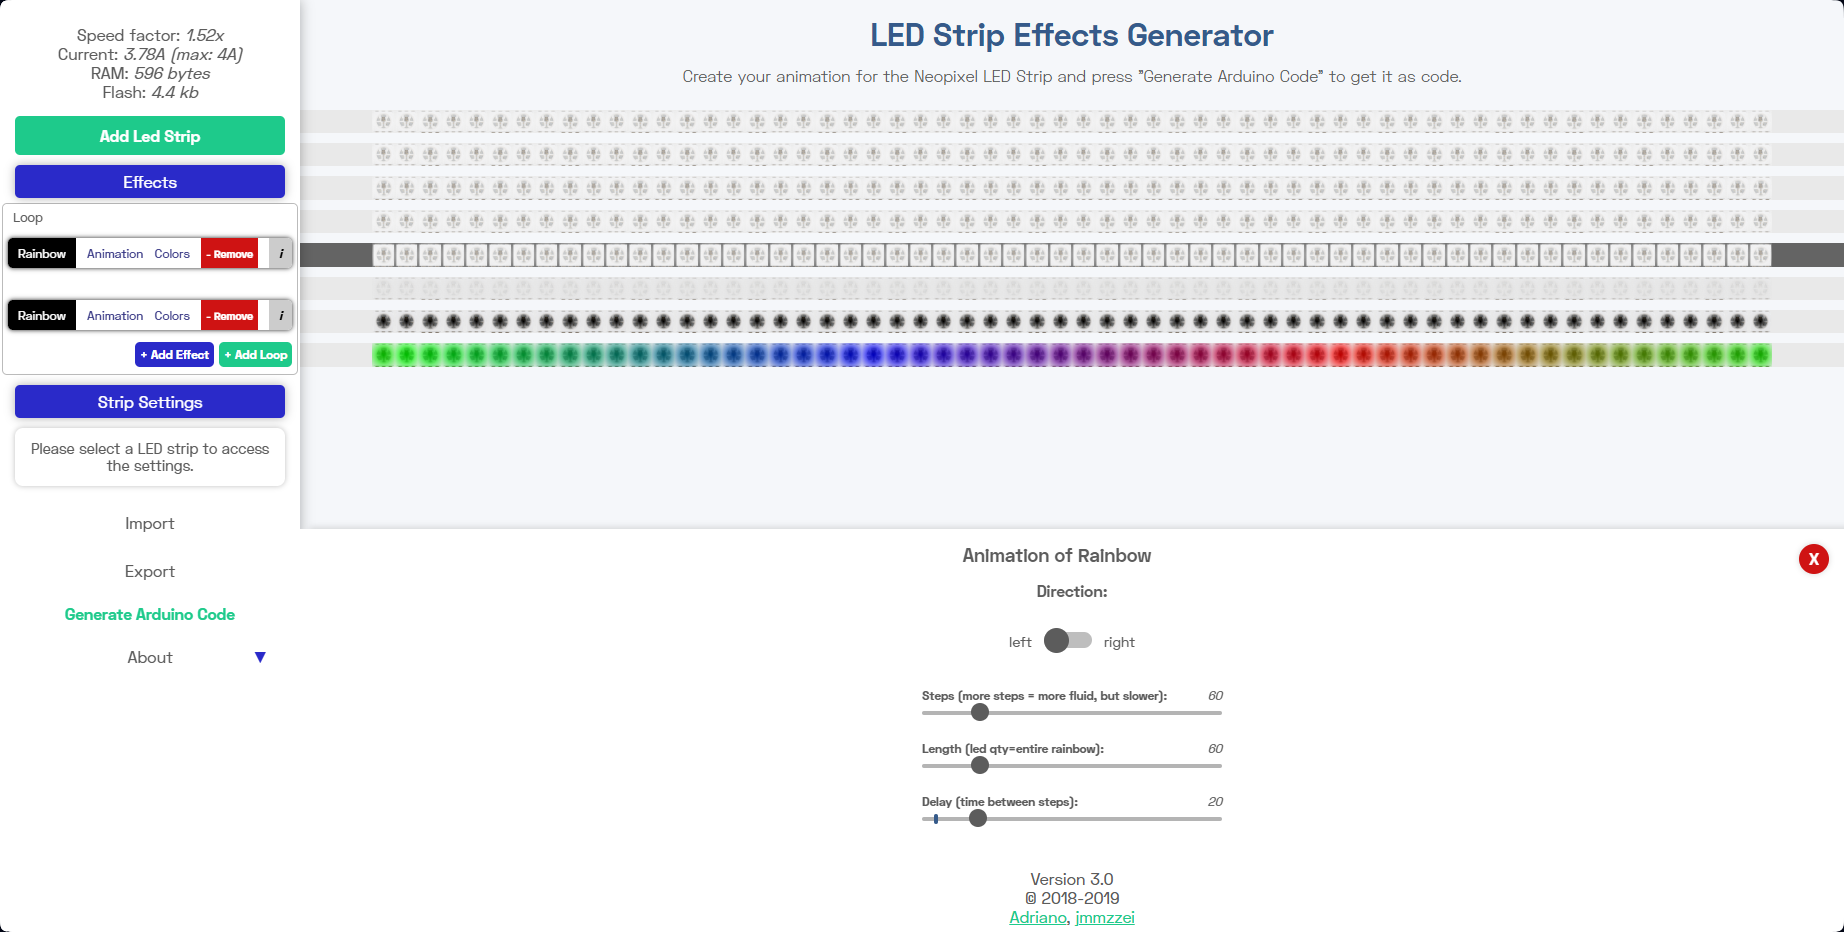 Speed factor: 1.52x
Current: 3.78A (max: 4A)
RAM: 596 bytes
Flash: 4.4 kb
Add Led Strip
Effects
Loop
Rainbow Animation Colors - Remove i
Rainbow Animation Colors - Remove i
+ Add Effect + Add Loop
Strip Settings
Please select a LED strip to access
the settings.
Import
Export
Generate Arduino Code
About ▼
LED Strip Effects Generator
Create your animation for the Neopixel LED Strip and press "Generate Arduino Code" to get it as code.
Animation of Rainbow
X
Direction:
left right
Steps (more steps = more fluid, but slower): 60
Length (led qty=entire rainbow): 60
Delay (time between steps): 20
Version 3.0
© 2018-2019
Adriano, jmmzzei